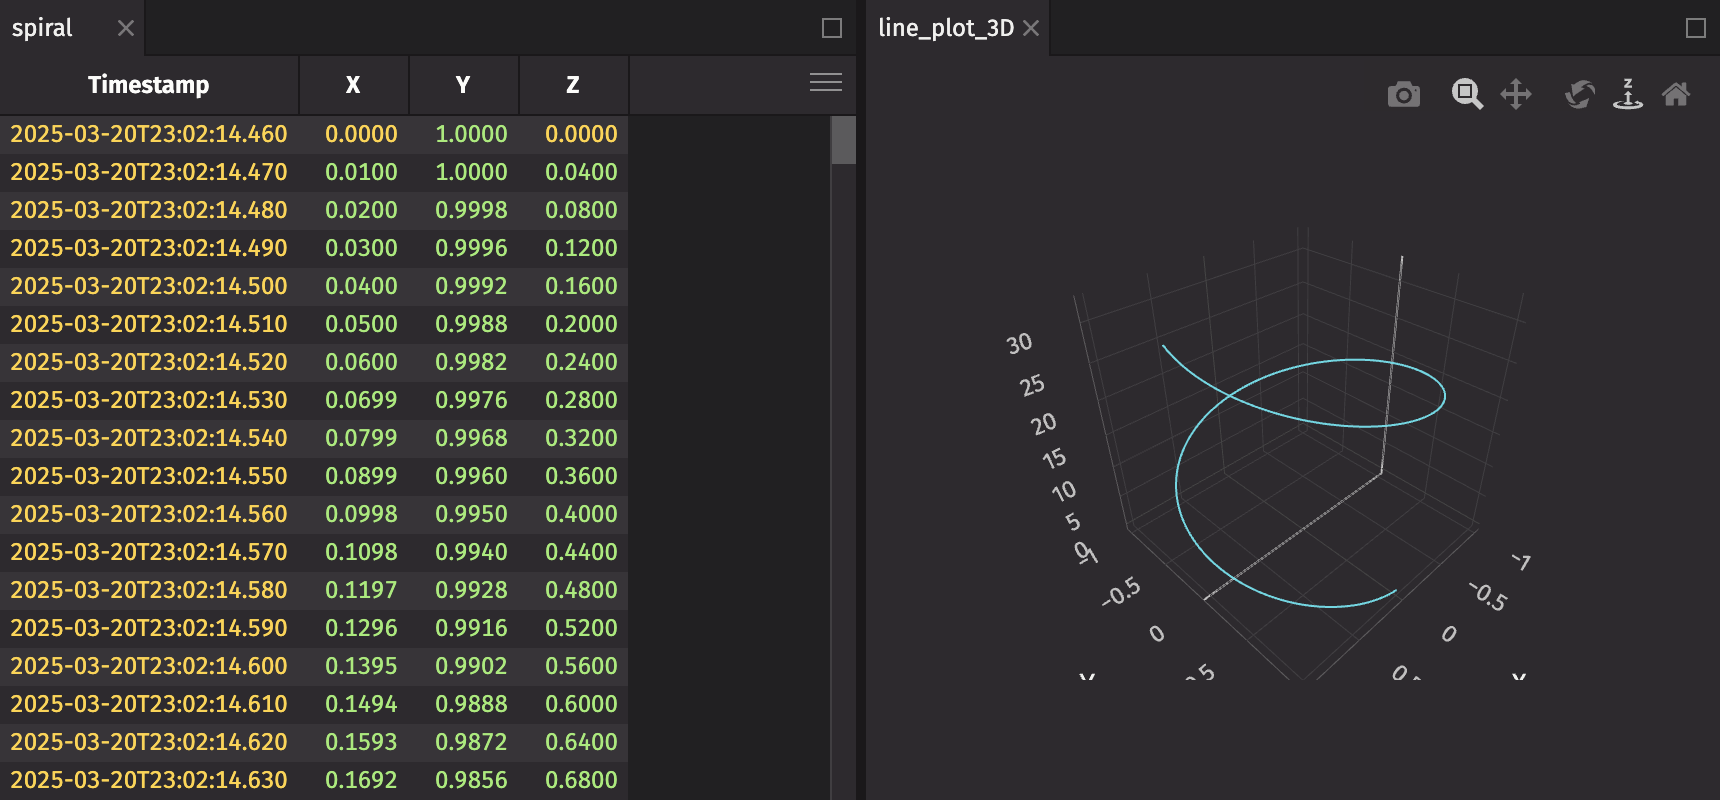 spiral
Timestamp X Y Z
2025-03-20T23:02:14.460 0.0000 1.0000 0.0000
2025-03-20T23:02:14.470 0.0100 1.0000 0.0400
2025-03-20T23:02:14.480 0.0200 0.9998 0.0800
2025-03-20T23:02:14.490 0.0300 0.9996 0.1200
2025-03-20T23:02:14.500 0.0400 0.9992 0.1600
2025-03-20T23:02:14.510 0.0500 0.9988 0.2000
2025-03-20T23:02:14.520 0.0600 0.9982 0.2400
2025-03-20T23:02:14.530 0.0699 0.9976 0.2800
2025-03-20T23:02:14.540 0.0799 0.9968 0.3200
2025-03-20T23:02:14.550 0.0899 0.9960 0.3600
2025-03-20T23:02:14.560 0.0998 0.9950 0.4000
2025-03-20T23:02:14.570 0.1098 0.9940 0.4400
2025-03-20T23:02:14.580 0.1197 0.9928 0.4800
2025-03-20T23:02:14.590 0.1296 0.9916 0.5200
2025-03-20T23:02:14.600 0.1395 0.9902 0.5600
2025-03-20T23:02:14.610 0.1494 0.9888 0.6000
2025-03-20T23:02:14.620 0.1593 0.9872 0.6400
2025-03-20T23:02:14.630 0.1692 0.9856 0.6800
line_plot_3D
Z
30
25
20
15
10
5
0
−1
−0.5
0
−1
−0.5
0